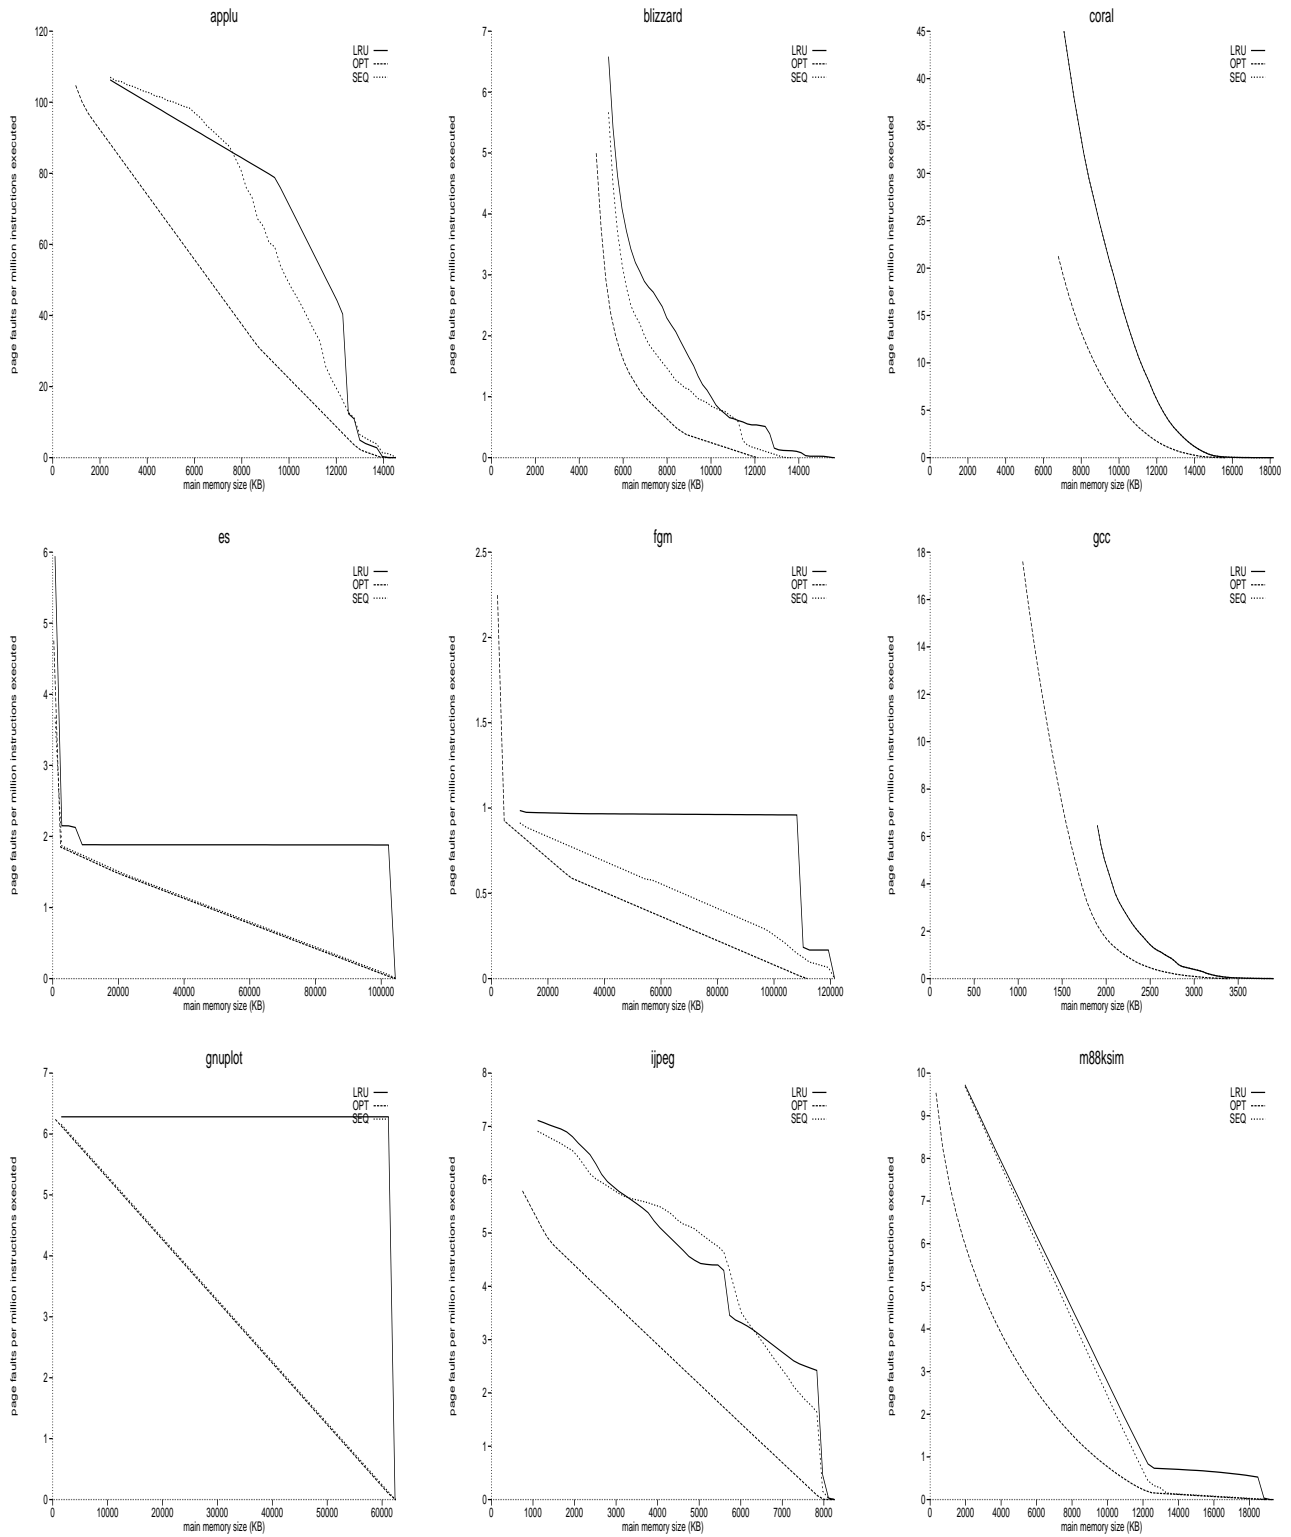 applu
120
100
80
60
40
20
0
LRU
OPT
SEQ
page faults per million instructions executed
0 2000 4000 6000 8000 10000 12000 14000
main memory size (KB)
blizzard
7
6
5
4
3
2
1
0
LRU
OPT
SEQ
page faults per million instructions executed
0 2000 4000 6000 8000 10000 12000 14000
main memory size (KB)
coral
45
40
35
30
25
20
15
10
5
0
LRU
OPT
SEQ
page faults per million instructions executed
0 2000 4000 6000 8000 10000 12000 14000 16000 18000
main memory size (KB)
es
6
5
4
3
2
1
0
LRU
OPT
SEQ
page faults per million instructions executed
0 20000 40000 60000 80000 100000
main memory size (KB)
fgm
2.5
2
1.5
1
0.5
0
LRU
OPT
SEQ
page faults per million instructions executed
0 20000 40000 60000 80000 100000 120000
main memory size (KB)
gcc
18
16
14
12
10
8
6
4
2
0
LRU
OPT
SEQ
page faults per million instructions executed
0 500 1000 1500 2000 2500 3000 3500
main memory size (KB)
gnuplot
7
6
5
4
3
2
1
0
LRU
OPT
SEQ
page faults per million instructions executed
0 10000 20000 30000 40000 50000 60000
main memory size (KB)
ijpeg
8
7
6
5
4
3
2
1
0
LRU
OPT
SEQ
page faults per million instructions executed
0 1000 2000 3000 4000 5000 6000 7000 8000
main memory size (KB)
m88ksim
10
9
8
7
6
5
4
3
2
1
0
LRU
OPT
SEQ
page faults per million instructions executed
0 2000 4000 6000 8000 10000 12000 14000 16000 18000
main memory size (KB)